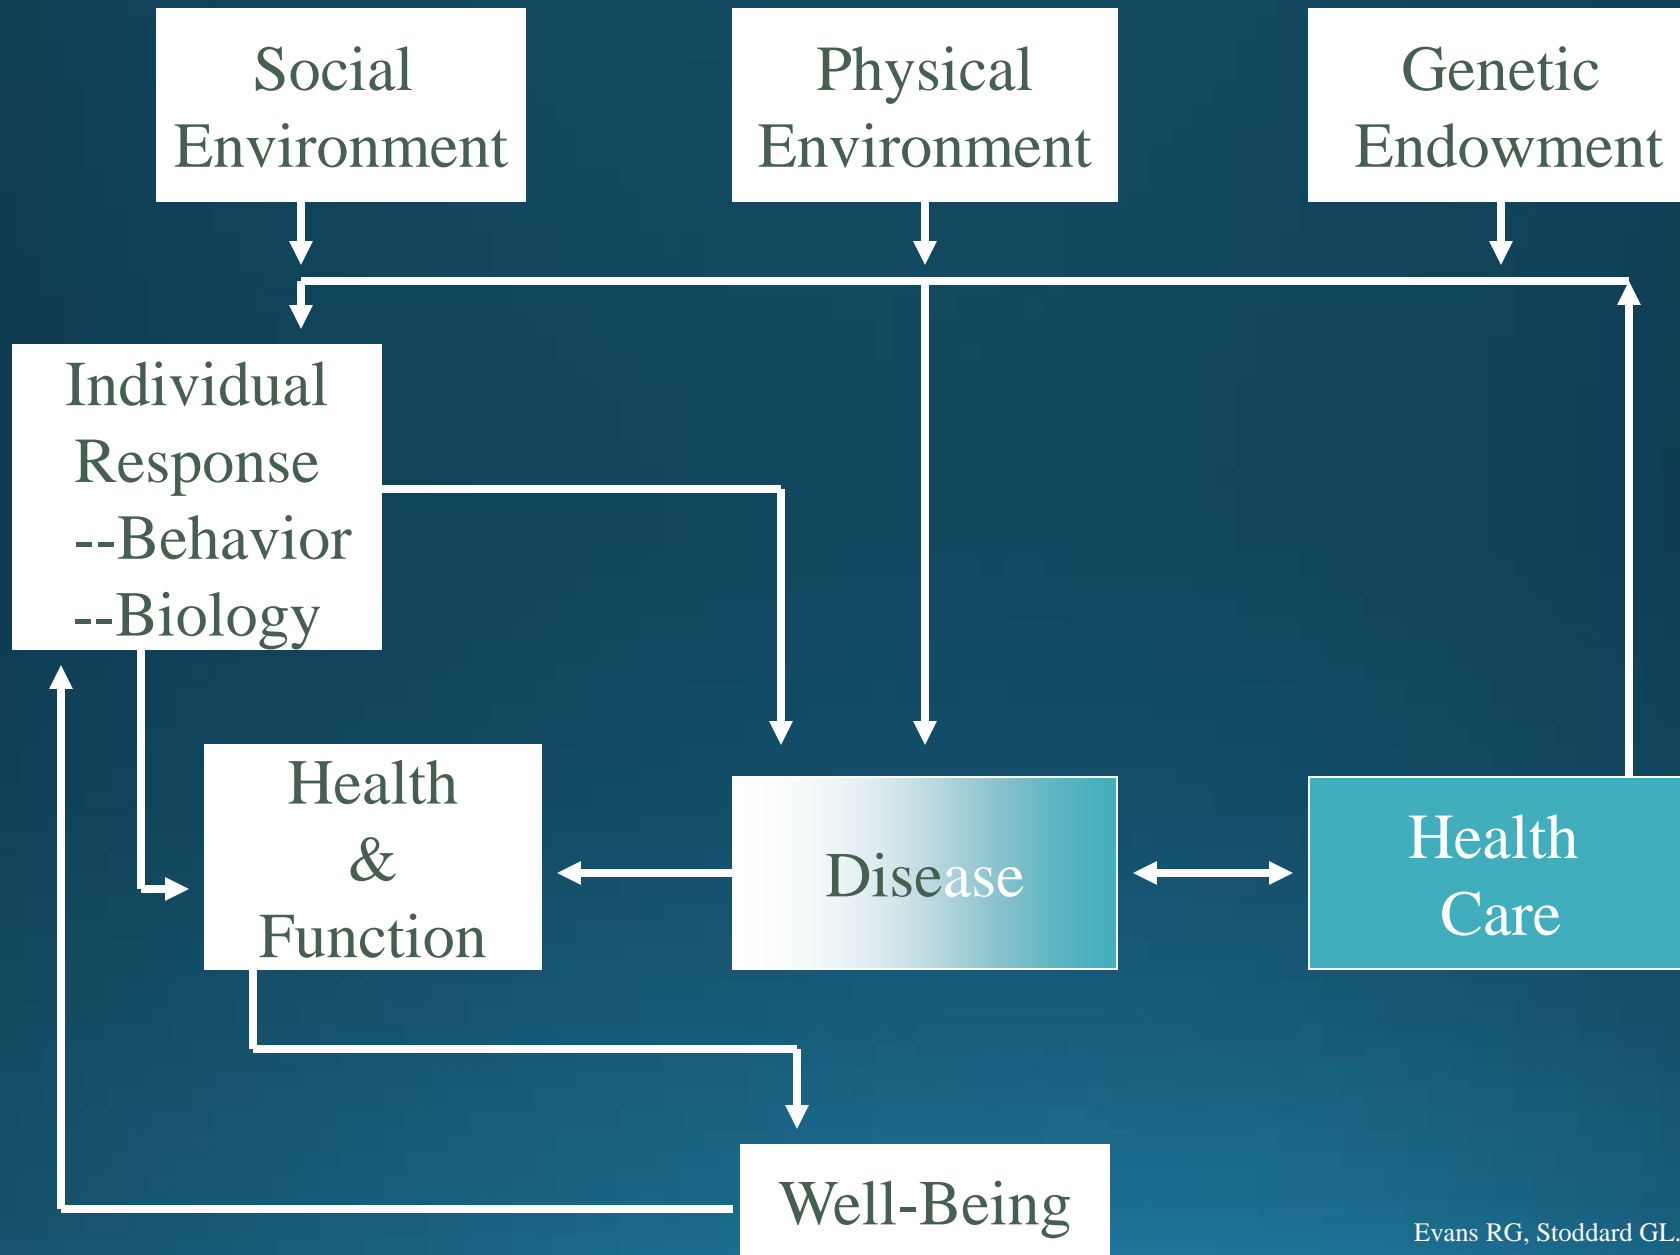 Social
Environment
Physical
Environment
Genetic
Endowment
Individual
Response
--Behavior
--Biology
Health
&
Function
Disease
Health
Care
Well-Being
Evans RG, Stoddard GL.